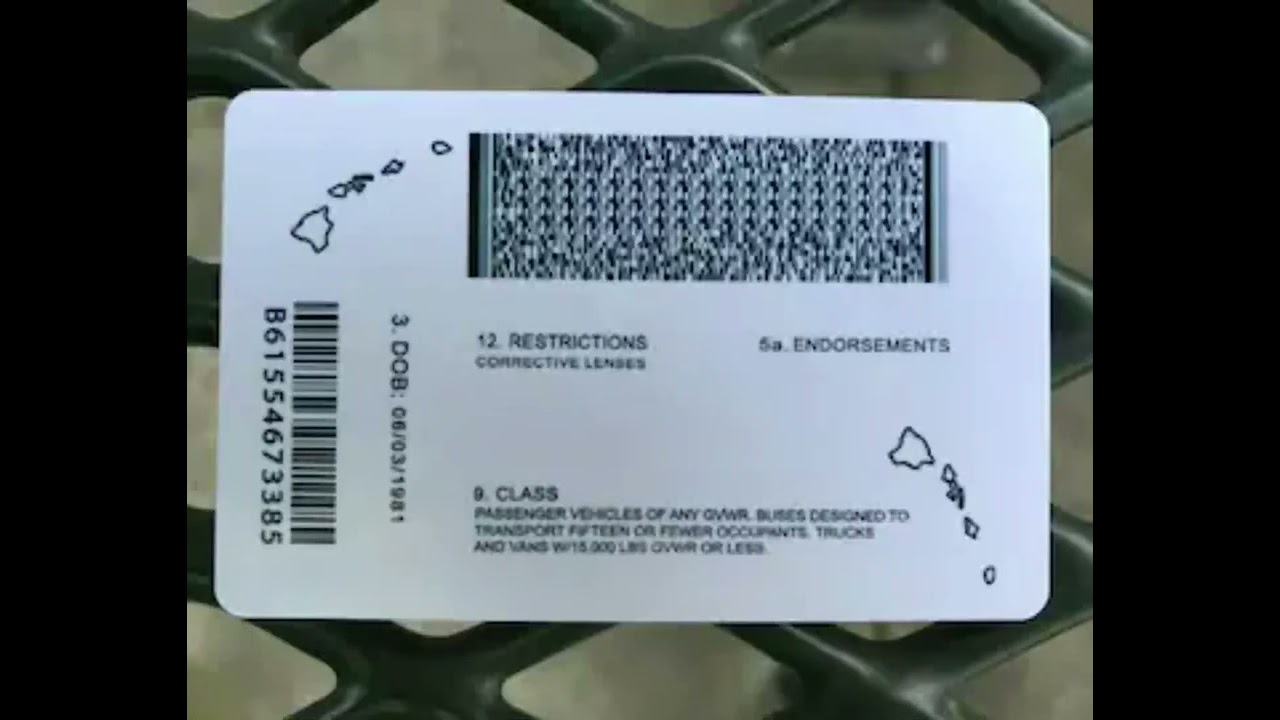 12. RESTRICTIONS
CORRECTIVE LENSES
5a. ENDORSEMENTS
3. DOB: 06/03/1981
B61554673385
9. CLASS
PASSENGER VEHICLES OF ANY GVWR. BUSES DESIGNED TO
TRANSPORT FIFTEEN OR FEWER OCCUPANTS. TRUCKS
AND VANS W/15,000 LBS GVWR OR LESS.